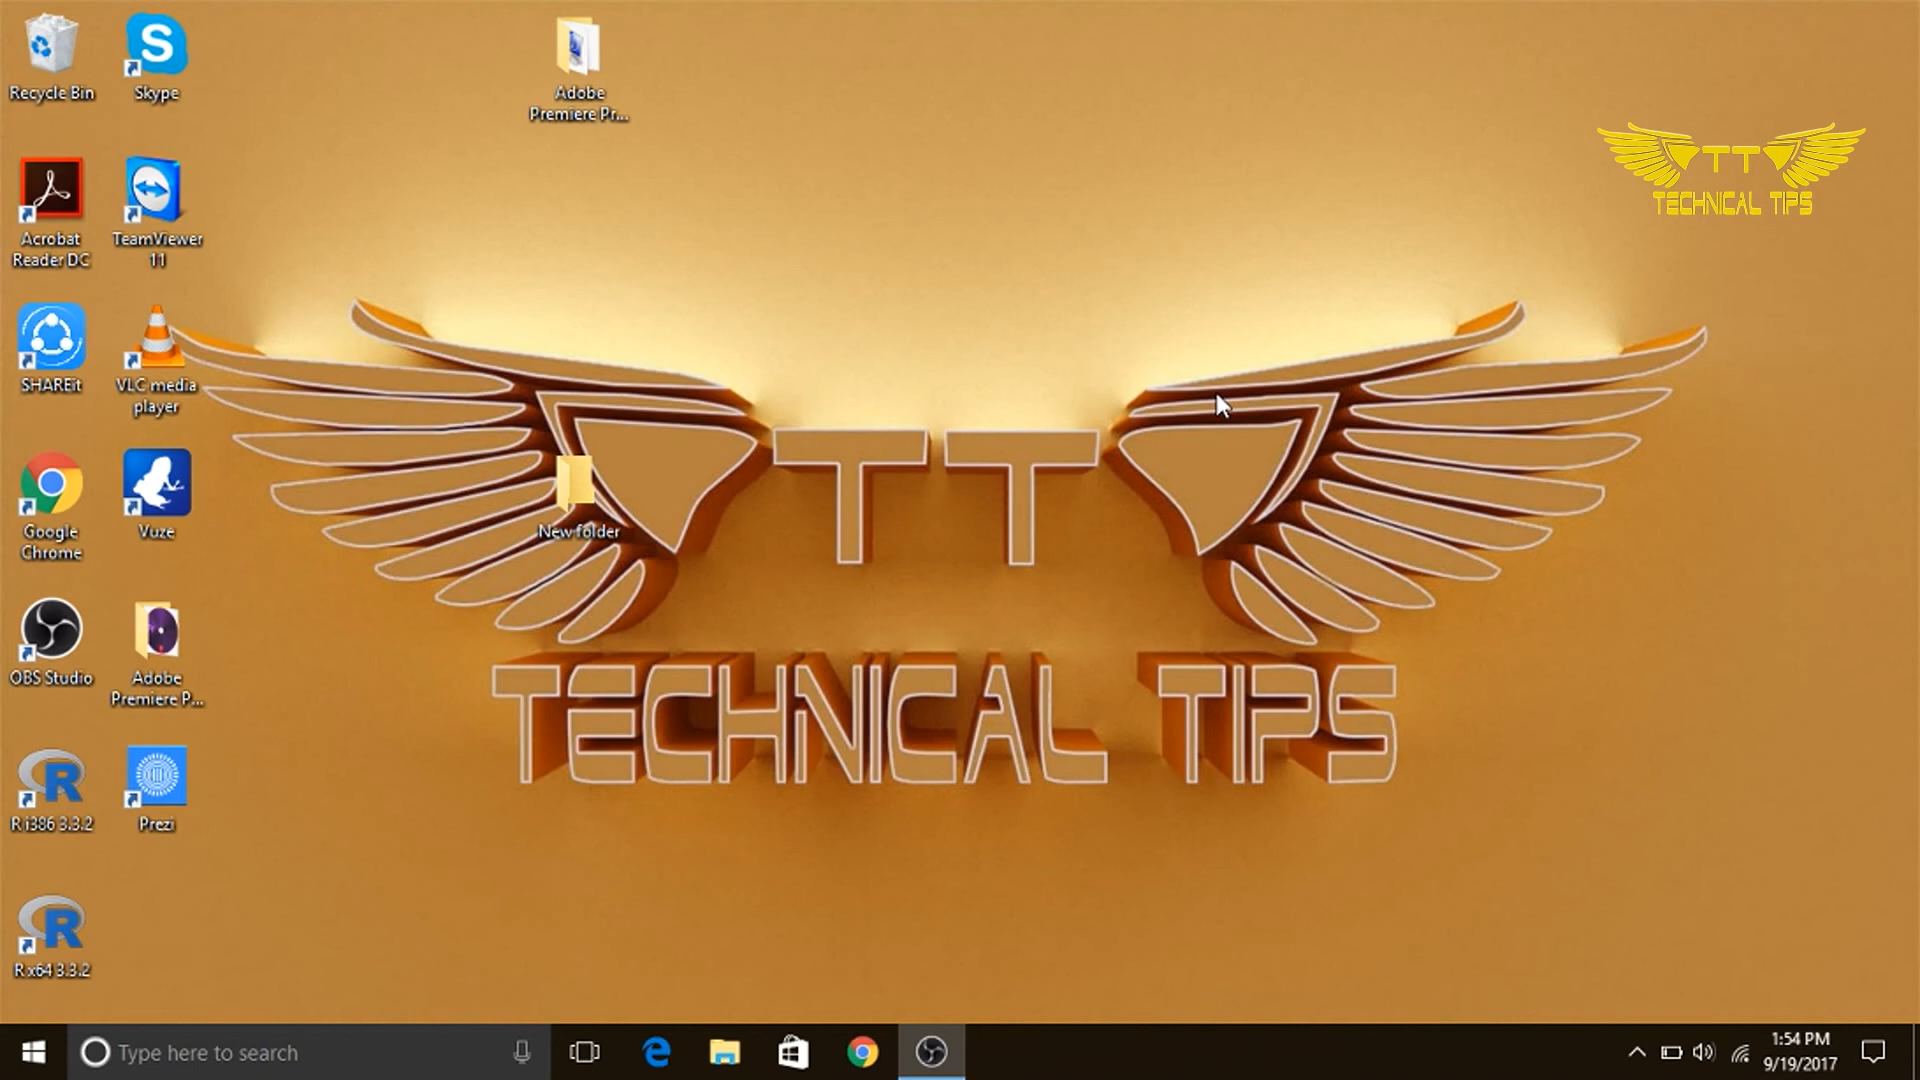 Recycle Bin
Skype
Adobe
Premiere Pr...
TT
TECHNICAL TIPS
Acrobat
Reader DC
TeamViewer
11
SHAREit
VLC media
player
Google
Chrome
Vuze
New folder
TT
TECHNICAL TIPS
OBS Studio
Adobe
Premiere P...
R i386 3.3.2
Prezi
R x64 3.3.2
Type here to search
1:54 PM
9/19/2017